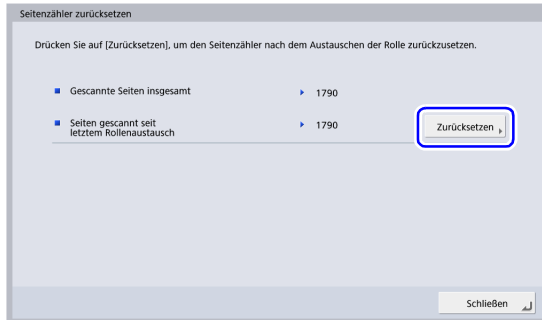 Seitenzähler zurücksetzen
Drücken Sie auf [Zurücksetzen], um den Seitenzähler nach dem Austauschen der Rolle zurückzusetzen.
Gescannte Seiten insgesamt 1790
Seiten gescannt seit
letztem Rollenaustausch 1790
Zurücksetzen
Schließen